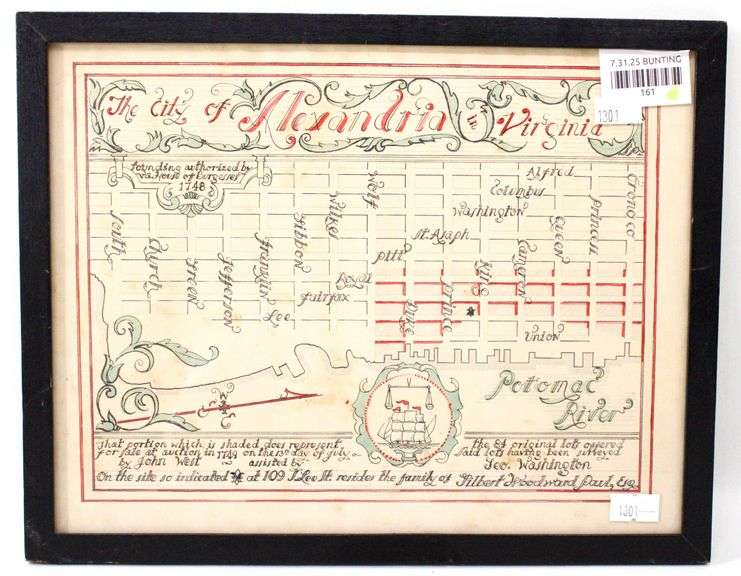 7.31.25 BUNTING
161
1301
The City of Alexandria in Virginia
founding authorized by
Va House of Burgesses
1748
Alfred
Columbus
Washington
St. Asaph
Pitt
Royal
Fairfax
Lee
Union
South
Church
Green
Jefferson
Franklin
Gibbon
Wilkes
Wolf
Duke
Prince
King
Cameron
Queen
Princess
Oronoco
Potomac
River
That portion which is shaded does represent the 84 original lots offered
for sale at auction in 1749 on the 13th day of July~ said lots having been surveyed
by John West ~ assisted by Geo. Washington
On the site so indicated * at 109 S. Lee St. resides the family of Gilbert Woodward Paul, Esq.
1301